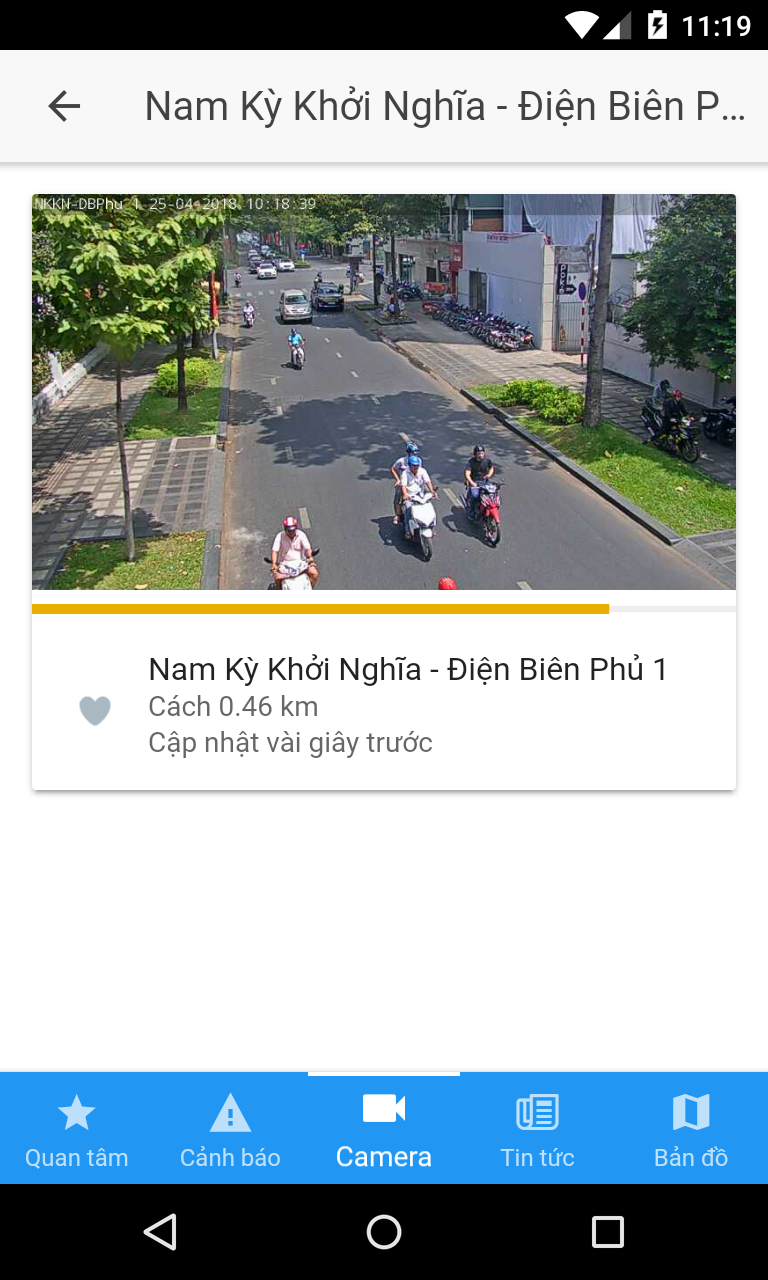 11:19
Nam Kỳ Khởi Nghĩa - Điện Biên P…
NKKN-DBPhu 1 25-04-2018 10:18:39
Nam Kỳ Khởi Nghĩa - Điện Biên Phủ 1
Cách 0.46 km
Cập nhật vài giây trước
Quan tâm
Cảnh báo
Camera
Tin tức
Bản đồ